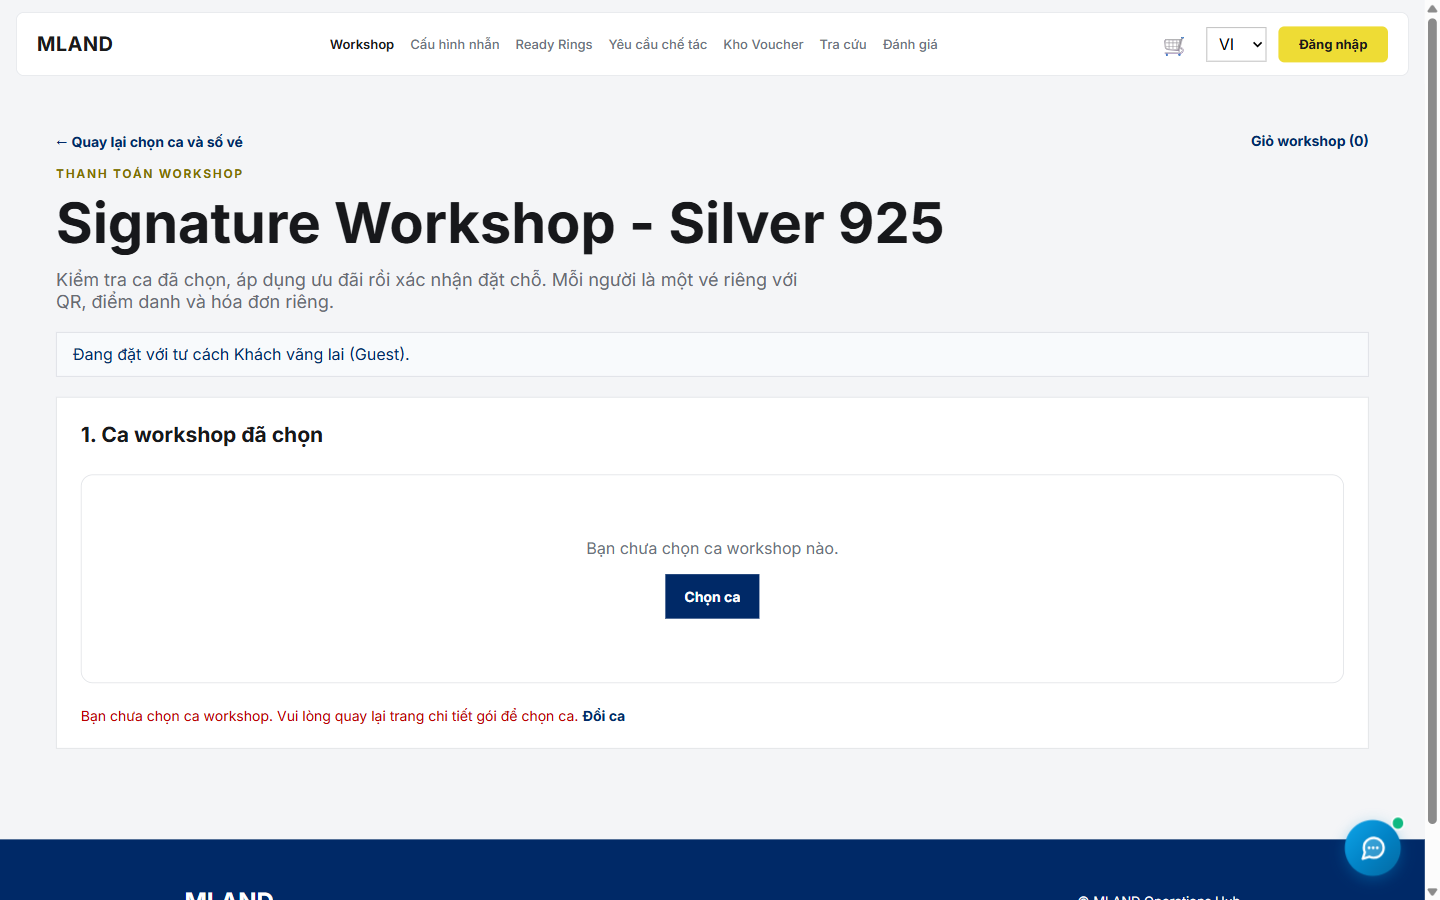 MLAND
Workshop
Cấu hình nhẫn
Ready Rings
Yêu cầu chế tác
Kho Voucher
Tra cứu
Đánh giá
VI
Đăng nhập
← Quay lại chọn ca và số vé
Giỏ workshop (0)
THANH TOÁN WORKSHOP
Signature Workshop - Silver 925
Kiểm tra ca đã chọn, áp dụng ưu đãi rồi xác nhận đặt chỗ. Mỗi người là một vé riêng với
QR, điểm danh và hóa đơn riêng.
Đang đặt với tư cách Khách vãng lai (Guest).
1. Ca workshop đã chọn
Bạn chưa chọn ca workshop nào.
Chọn ca
Bạn chưa chọn ca workshop. Vui lòng quay lại trang chi tiết gói để chọn ca. Đổi ca
MLAND
© MLAND Operations Hub